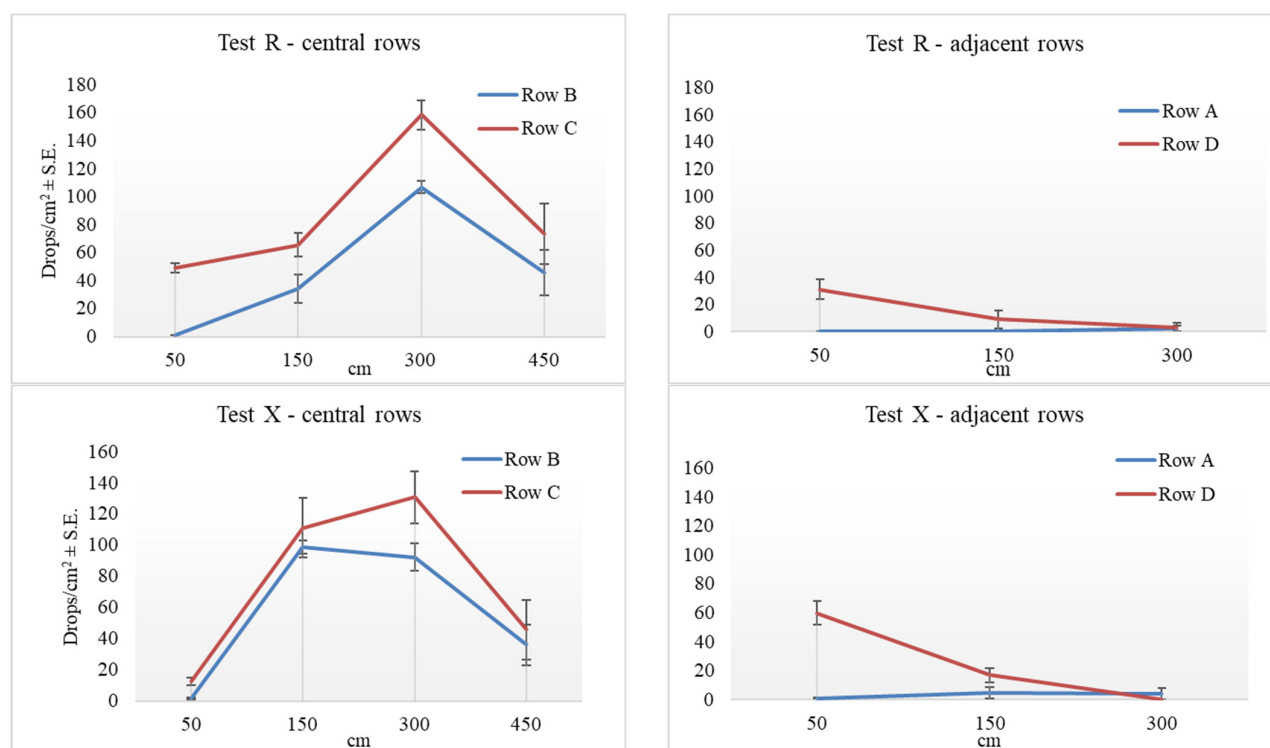 Test R - central rows
Drops/cm² ± S.E.
180
160
140
120
100
80
60
40
20
0
Row B
Row C
50 150 300 450
cm
Test R - adjacent rows
180
160
140
120
100
80
60
40
20
0
Row A
Row D
50 150 300
cm
Test X - central rows
Drops/cm² ± S.E.
160
140
120
100
80
60
40
20
0
Row B
Row C
50 150 300 450
cm
Test X - adjacent rows
160
140
120
100
80
60
40
20
0
Row A
Row D
50 150 300
cm